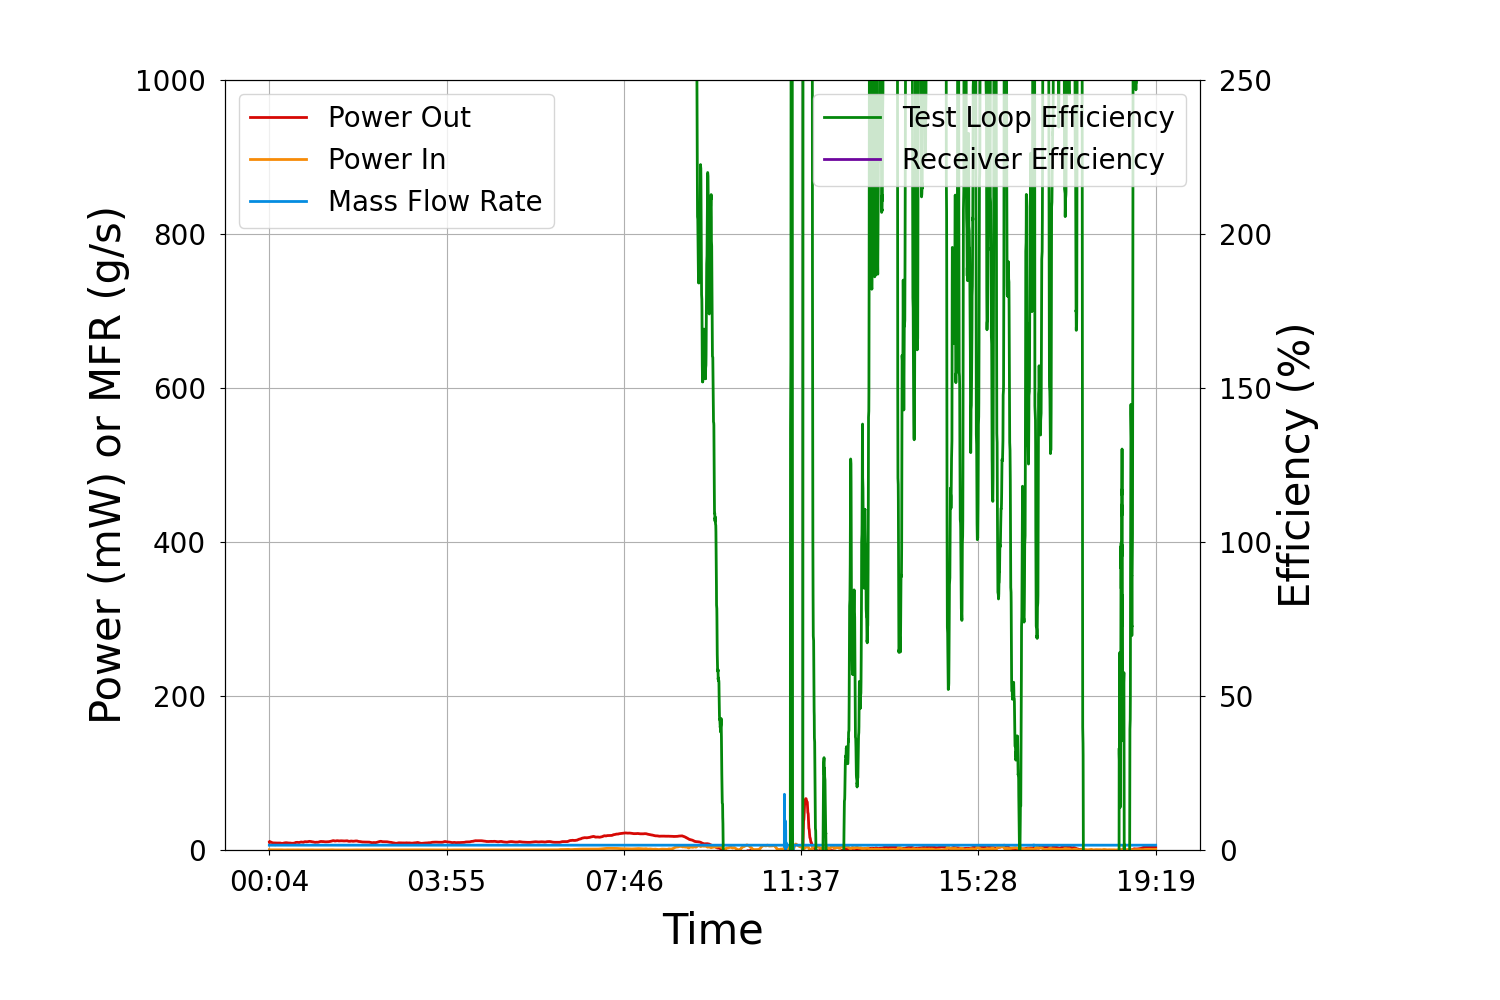 Power (mW) or MFR (g/s)
1000
800
600
400
200
0
Power Out
Power In
Mass Flow Rate
Test Loop Efficiency
Receiver Efficiency
250
200
150
100
50
0
Efficiency (%)
00:04 03:55 07:46 11:37 15:28 19:19
Time